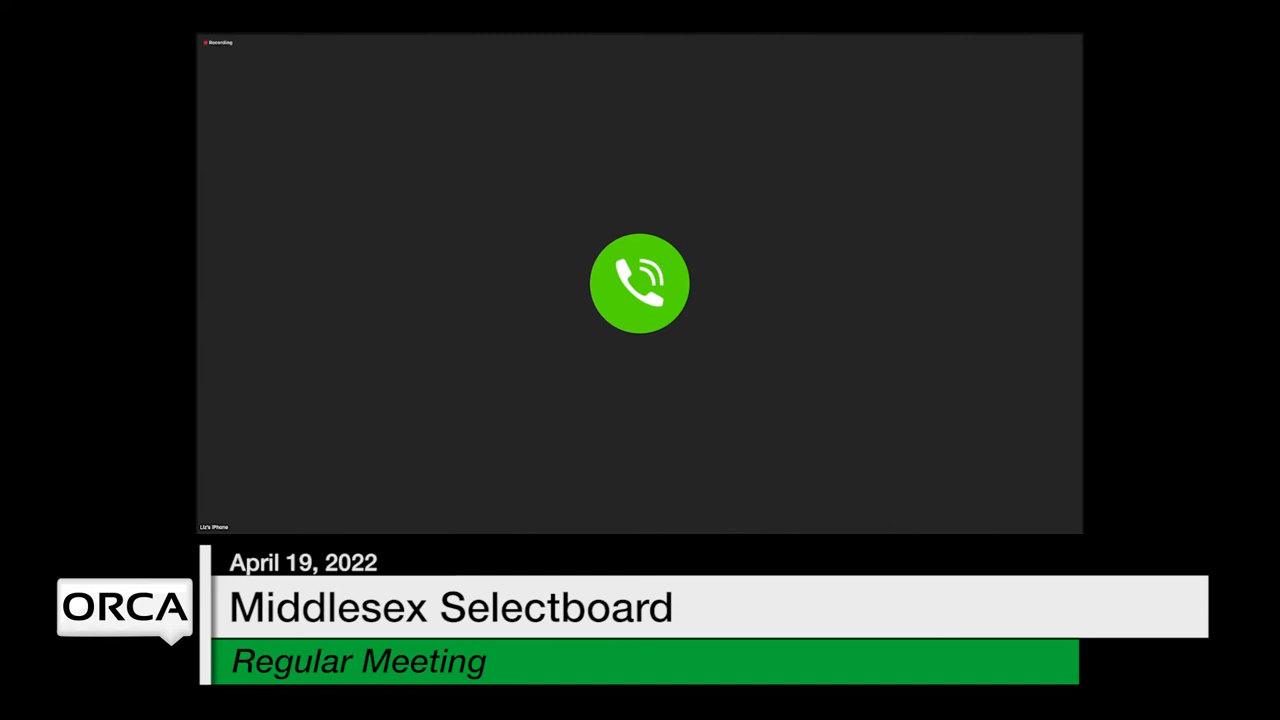 Recording
Liz's iPhone
April 19, 2022
ORCA
Middlesex Selectboard
Regular Meeting